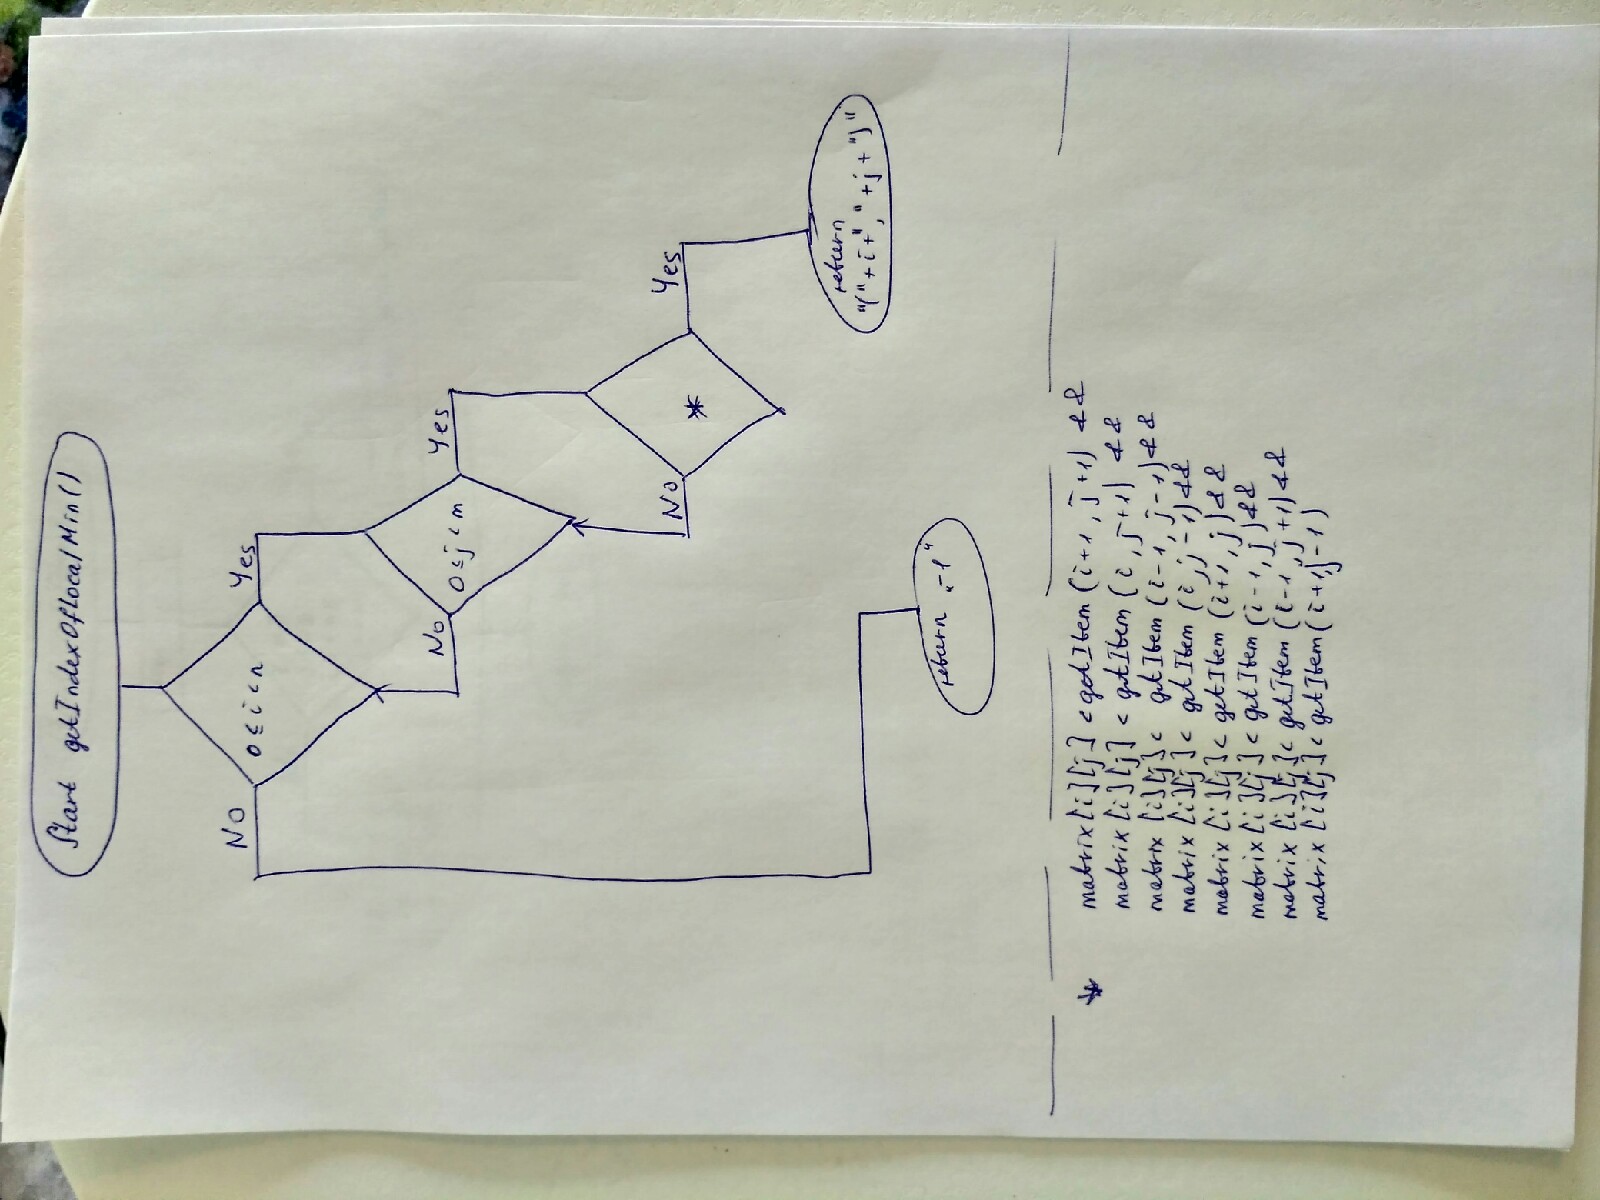 Start getIndexOfLocalMin()
0 ≤ i < n
Yes
No
0 ≤ j < m
Yes
No
*
Yes
No
return
"(" + i + "," + j + ")"
return "-1"
* matrix[i][j] < getItem(i+1, j+1) &&
matrix[i][j] < getItem(i, j+1) &&
matrix[i][j] < getItem(i-1, j-1) &&
matrix[i][j] < getItem(i, j-1) &&
matrix[i][j] < getItem(i+1, j) &&
matrix[i][j] < getItem(i-1, j) &&
matrix[i][j] < getItem(i-1, j+1) &&
matrix[i][j] < getItem(i+1, j-1)